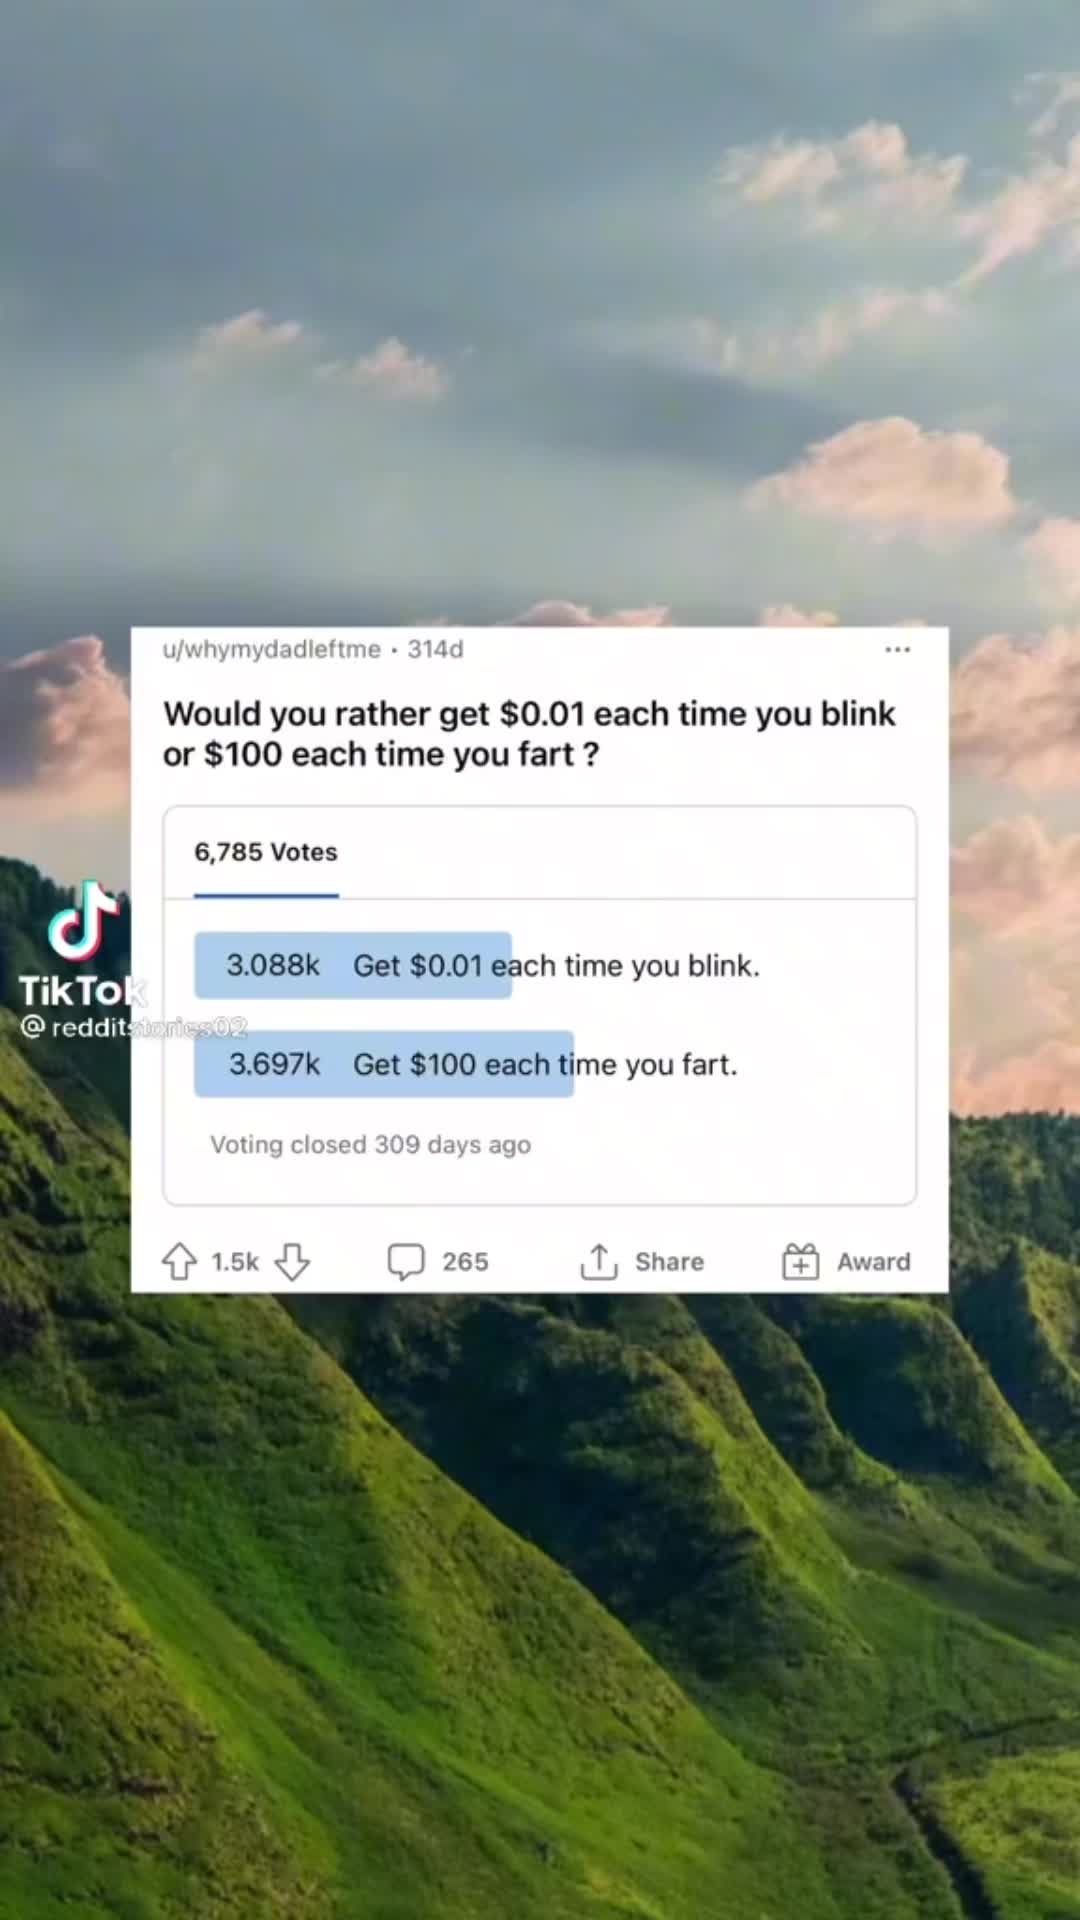 u/whymydadleftme • 314d
Would you rather get $0.01 each time you blink
or $100 each time you fart ?
6,785 Votes
3.088k Get $0.01 each time you blink.
TikTok
@redditstories02
3.697k Get $100 each time you fart.
Voting closed 309 days ago
1.5k 265 Share Award